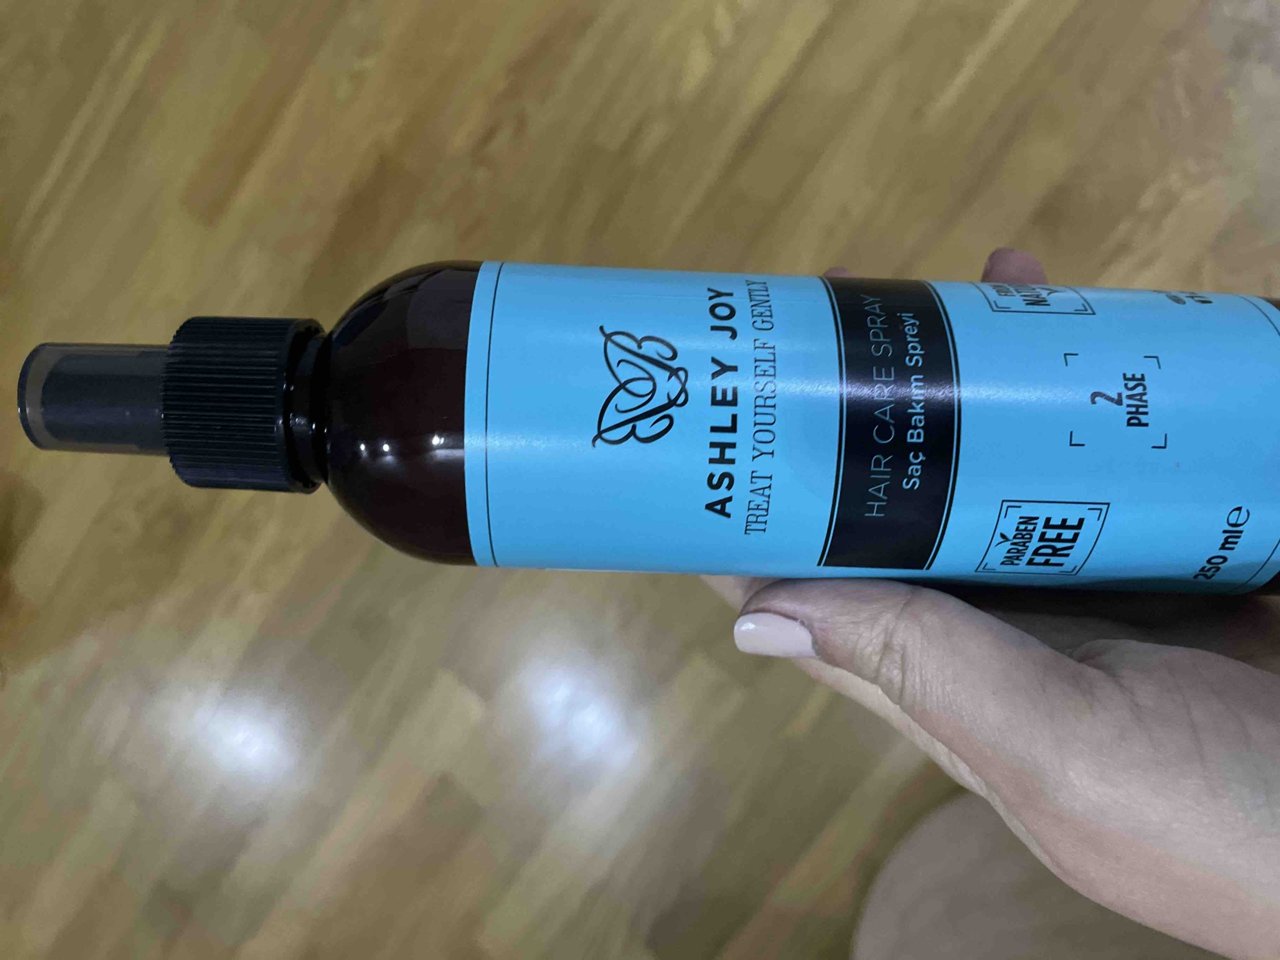 ASHLEY JOY
TREAT YOURSELF GENTLY
HAIR CARE SPRAY
Saç Bakım Spreyi
PARABEN
FREE
2
PHASE
250 ml℮